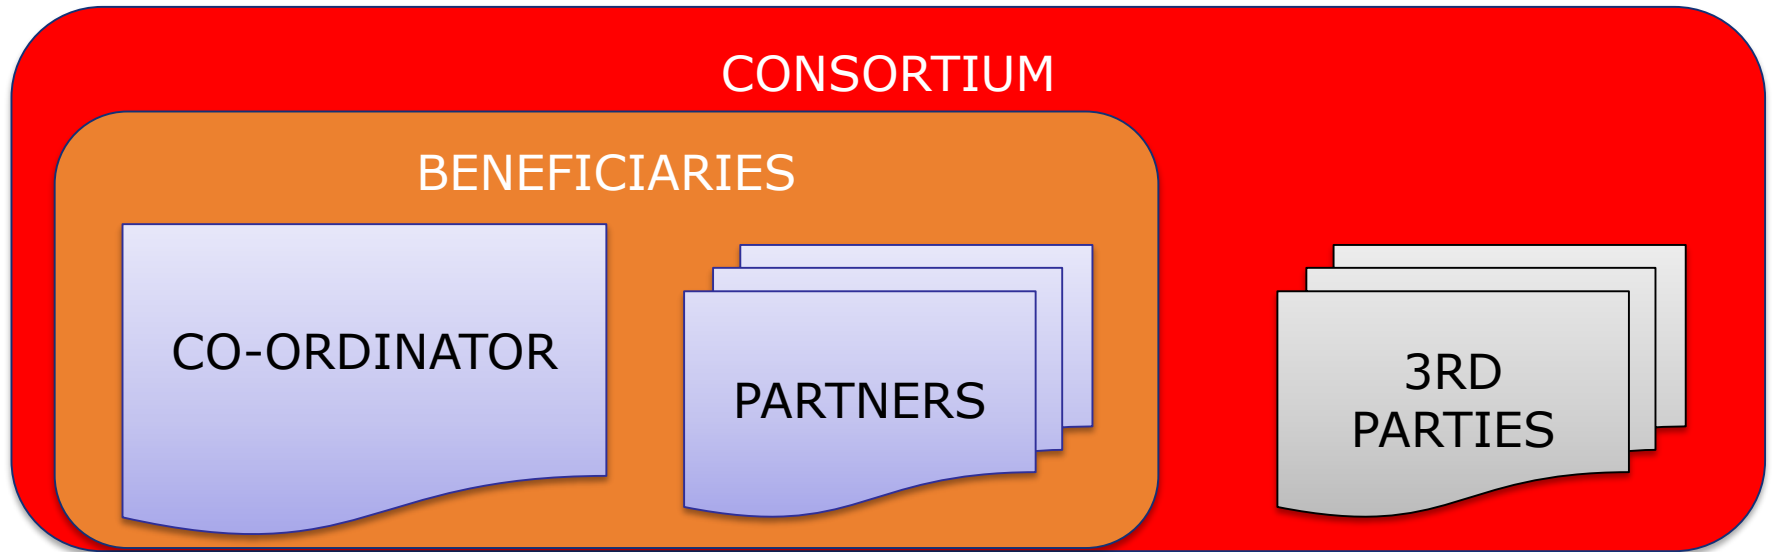 CONSORTIUM
BENEFICIARIES
CO-ORDINATOR
PARTNERS
3RD
PARTIES